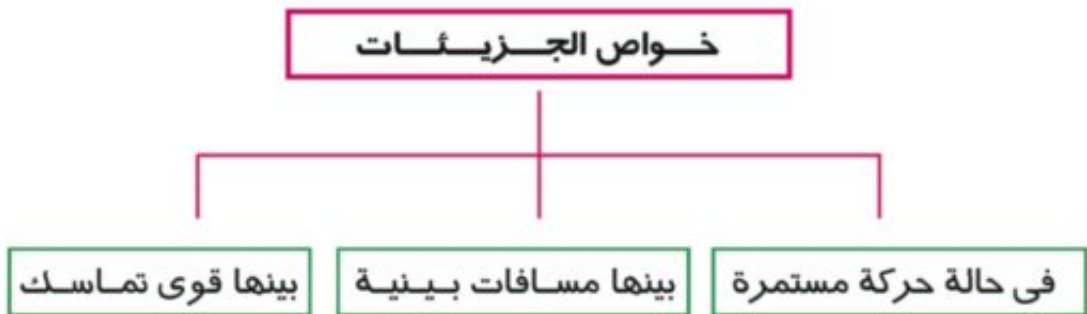 خواص الجزيئات
فى حالة حركة مستمرة
بينها مسافات بينية
بينها قوى تماسك